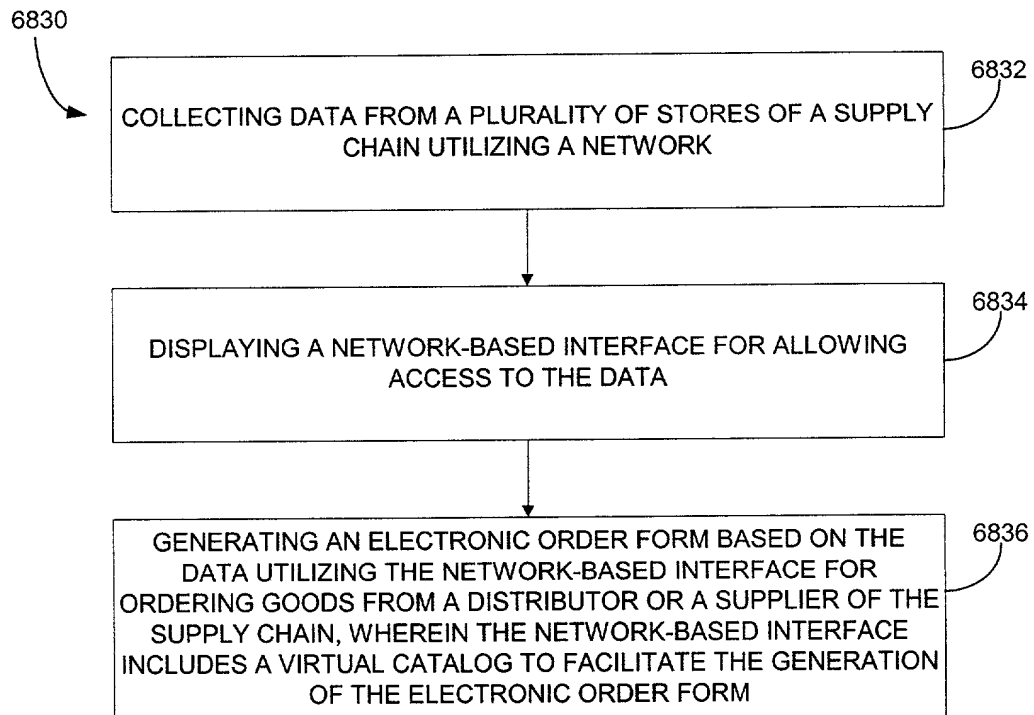 6830
6832
COLLECTING DATA FROM A PLURALITY OF STORES OF A SUPPLY
CHAIN UTILIZING A NETWORK
6834
DISPLAYING A NETWORK-BASED INTERFACE FOR ALLOWING
ACCESS TO THE DATA
6836
GENERATING AN ELECTRONIC ORDER FORM BASED ON THE
DATA UTILIZING THE NETWORK-BASED INTERFACE FOR
ORDERING GOODS FROM A DISTRIBUTOR OR A SUPPLIER OF THE
SUPPLY CHAIN, WHEREIN THE NETWORK-BASED INTERFACE
INCLUDES A VIRTUAL CATALOG TO FACILITATE THE GENERATION
OF THE ELECTRONIC ORDER FORM